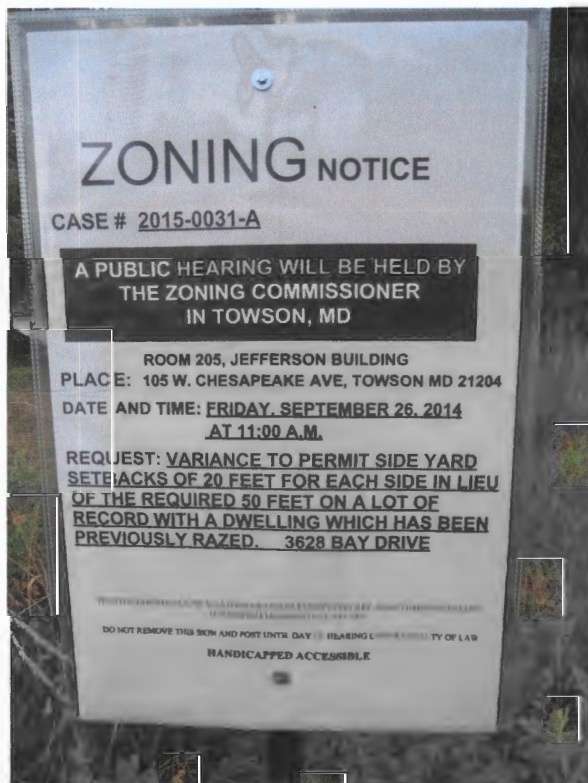 ZONING NOTICE
CASE # 2015-0031-A
A PUBLIC HEARING WILL BE HELD BY
THE ZONING COMMISSIONER
IN TOWSON, MD
ROOM 205, JEFFERSON BUILDING
PLACE: 105 W. CHESAPEAKE AVE, TOWSON MD 21204
DATE AND TIME: FRIDAY, SEPTEMBER 26, 2014
AT 11:00 A.M.
REQUEST: VARIANCE TO PERMIT SIDE YARD
SETBACKS OF 20 FEET FOR EACH SIDE IN LIEU
OF THE REQUIRED 50 FEET ON A LOT OF
RECORD WITH A DWELLING WHICH HAS BEEN
PREVIOUSLY RAZED. 3628 BAY DRIVE
DO NOT REMOVE THIS SIGN AND POST UNTIL DAY HEARING TY OF LAW
HANDICAPPED ACCESSIBLE